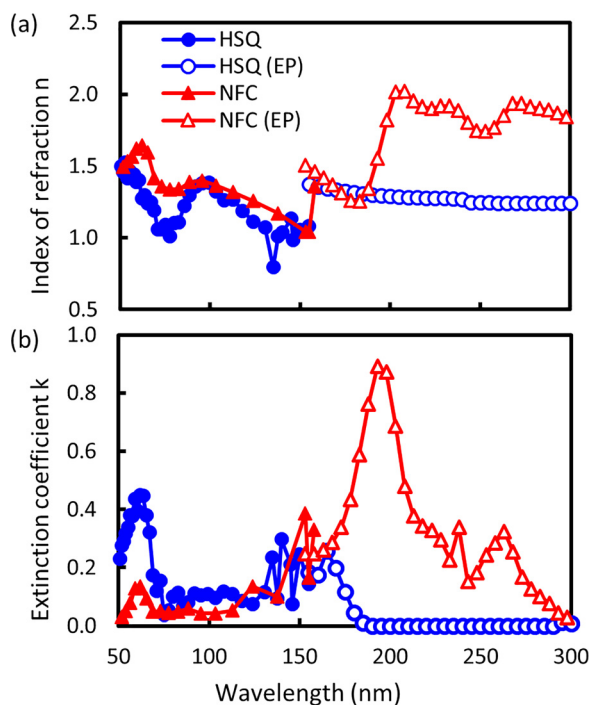 (a)
2.5
2.0
1.5
1.0
0.5
Index of refraction n
HSQ
HSQ (EP)
NFC
NFC (EP)
(b)
1.0
0.8
0.6
0.4
0.2
0.0
Extinction coefficient k
50 100 150 200 250 300
Wavelength (nm)